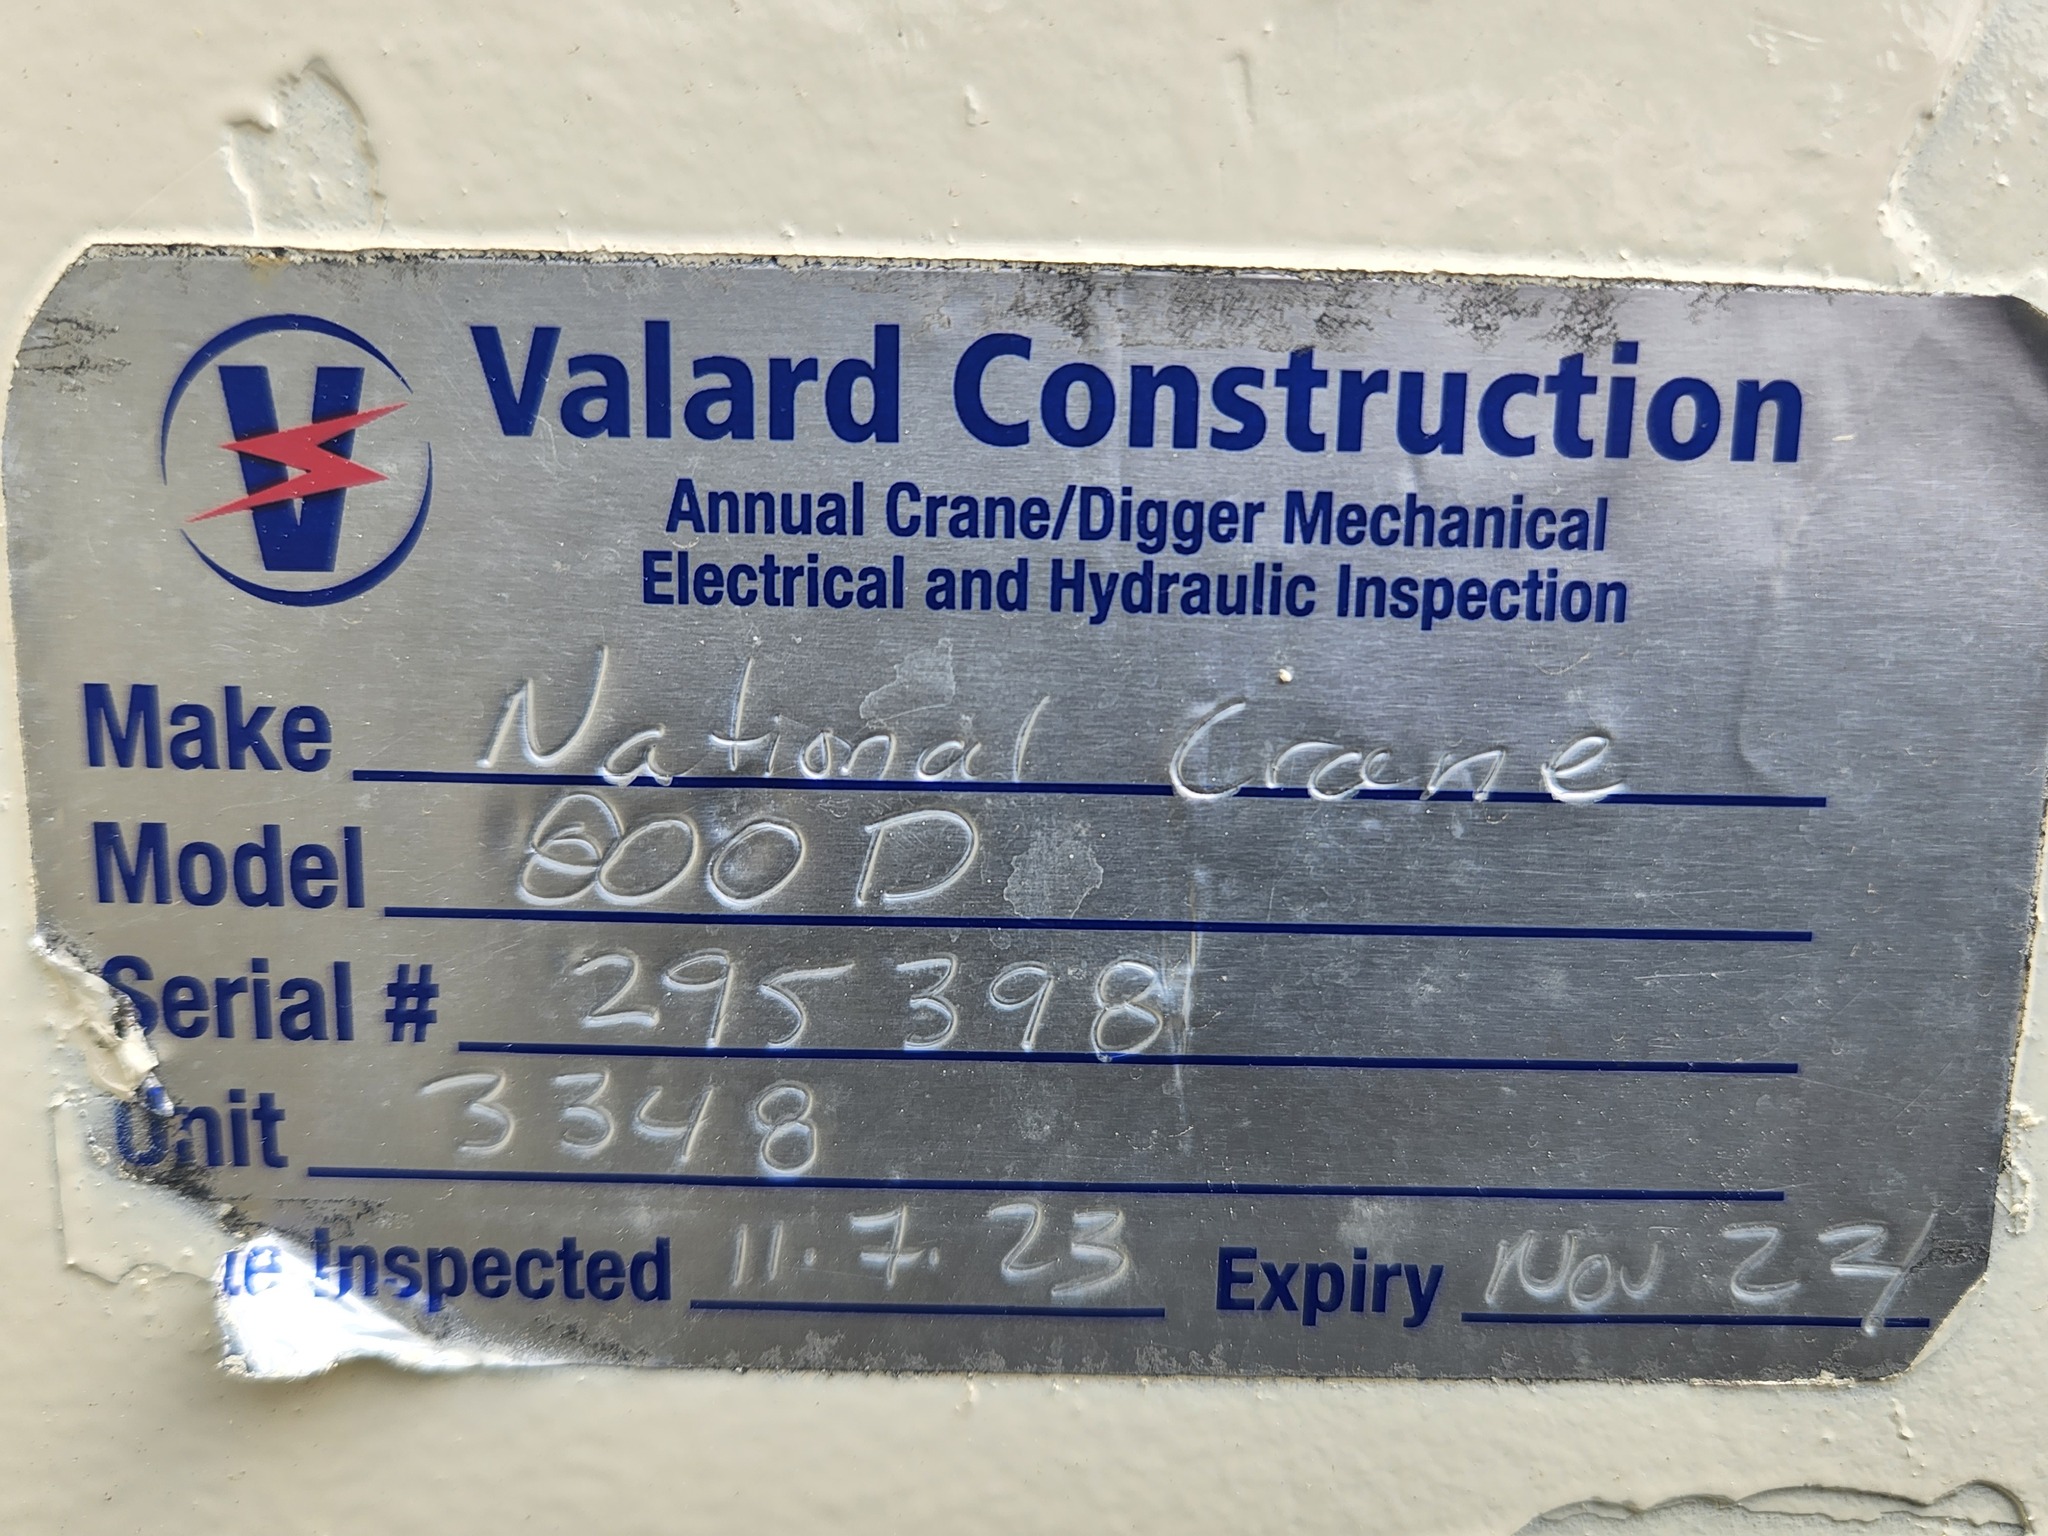 V Valard Construction
Annual Crane/Digger Mechanical
Electrical and Hydraulic Inspection
Make National Crane
Model 800 D
Serial # 295398
Unit 3348
Inspected 11.7.23 Expiry Nov 24